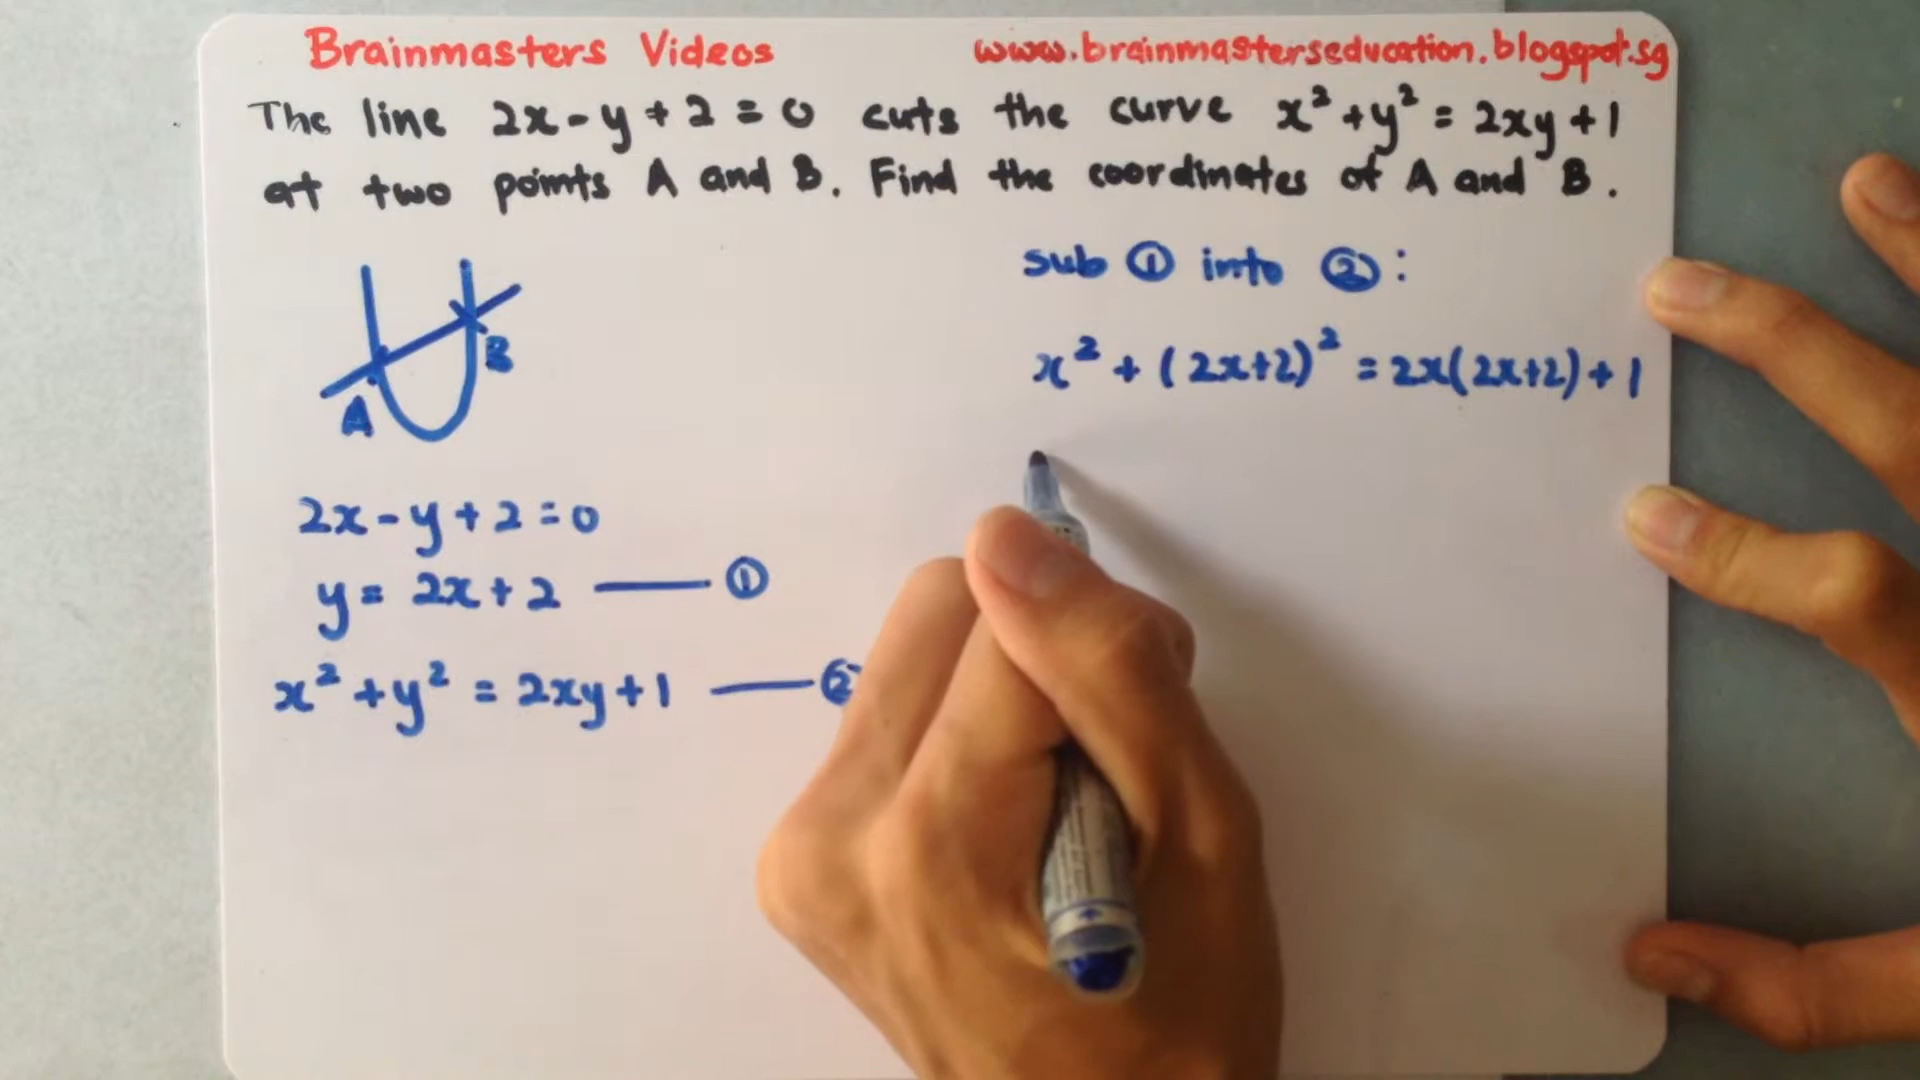 Brainmasters Videos www.brainmasterseducation.blogspot.sg
The line 2x-y+2=0 cuts the curve x²+y²=2xy+1
at two points A and B. Find the coordinates of A and B.
A B
2x-y+2=0
y=2x+2 —— ①
x²+y²=2xy+1 —— ②
sub ① into ②:
x²+(2x+2)²=2x(2x+2)+1